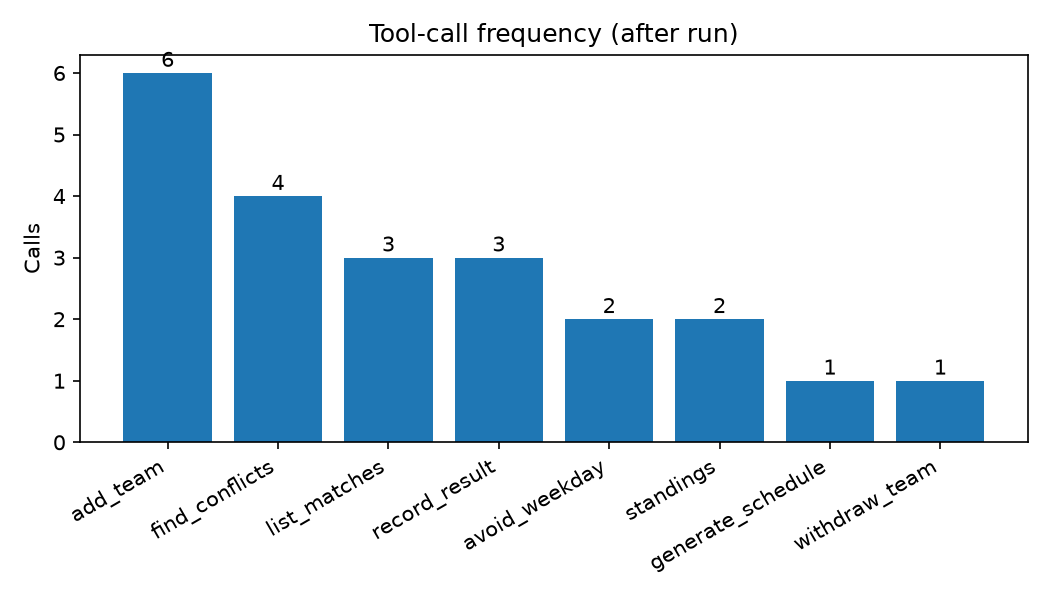 Tool-call frequency (after run)
Calls
6
5
4
3
2
1
0
6
4
3
3
2
2
1
1
add_team
find_conflicts
list_matches
record_result
avoid_weekday
standings
generate_schedule
withdraw_team